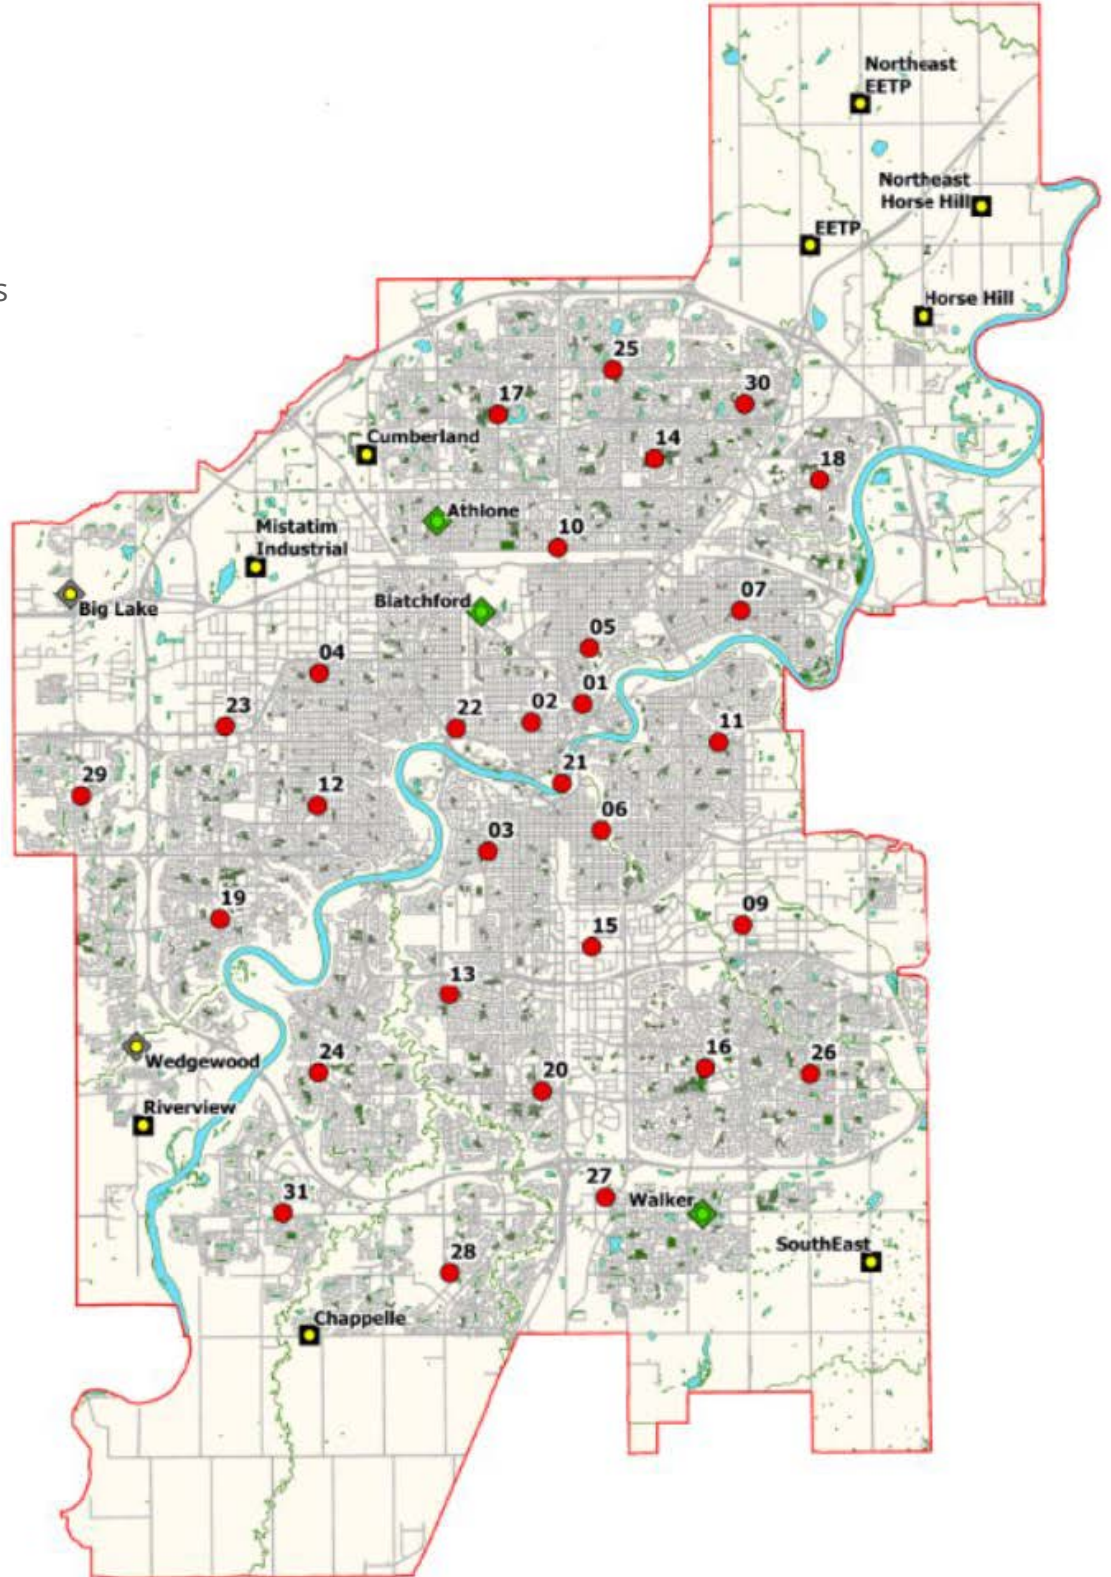 Northeast
EETP
Northeast
Horse Hill
EETP
z
S
Horse Hill
25
30
17
Cumberland
14
18
Athlone
Mistatim
Industrial
10
Big Lake
Blatchford
07
05
04
01
02
22
23
11
21
29
12
06
03
19
09
15
13
Wedgewood
24
16
26
20
Riverview
27
Walker
31
SouthEast
28
Chappelle